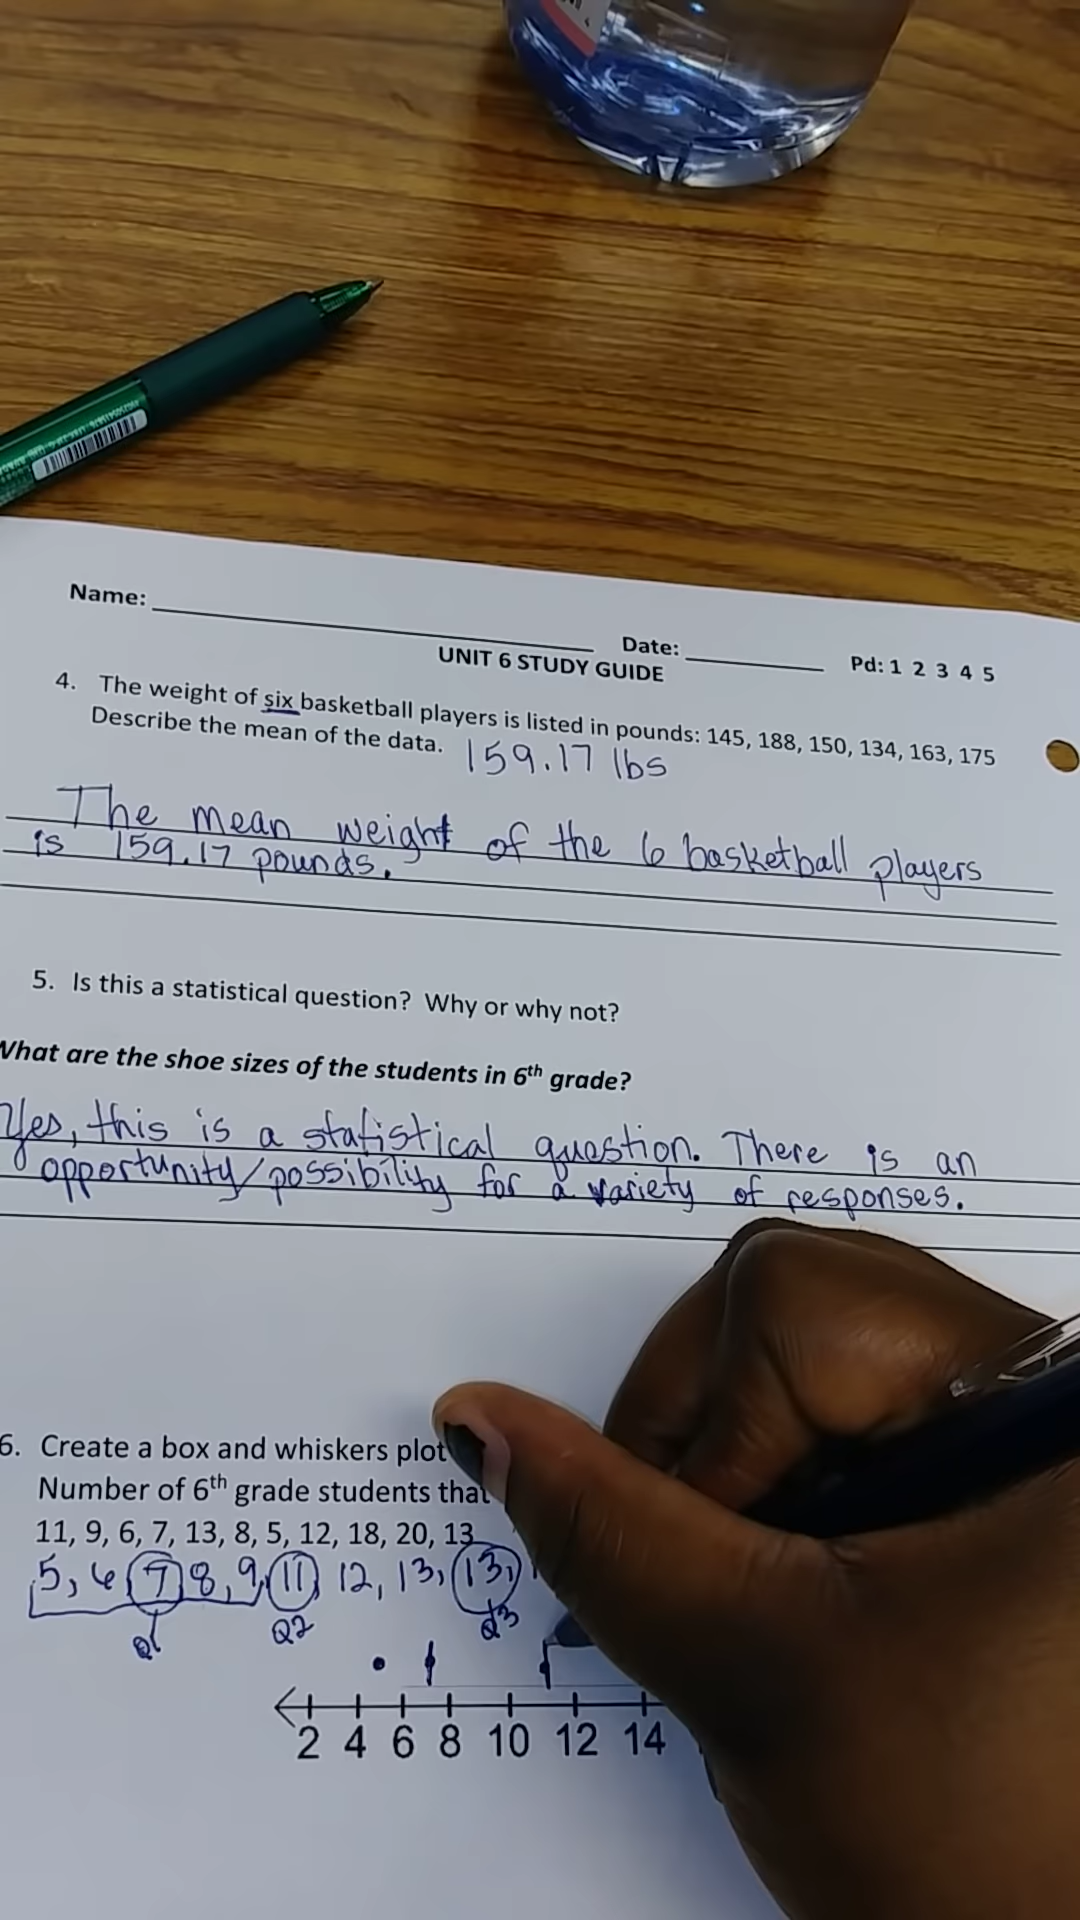 Name:
Date:
Pd: 1 2 3 4 5
UNIT 6 STUDY GUIDE
4. The weight of six basketball players is listed in pounds: 145, 188, 150, 134, 163, 175
Describe the mean of the data. 159.17 lbs
The mean weight of the 6 basketball players
is 159.17 pounds.
5. Is this a statistical question? Why or why not?
What are the shoe sizes of the students in 6th grade?
Yes, this is a statistical question. There is an
opportunity/possibility for a variety of responses.
6. Create a box and whiskers plot
Number of 6th grade students that
11, 9, 6, 7, 13, 8, 5, 12, 18, 20, 13
5, 6 7 8, 9, 11, 12, 13, 13,
Q1 Q2 Q3
2 4 6 8 10 12 14